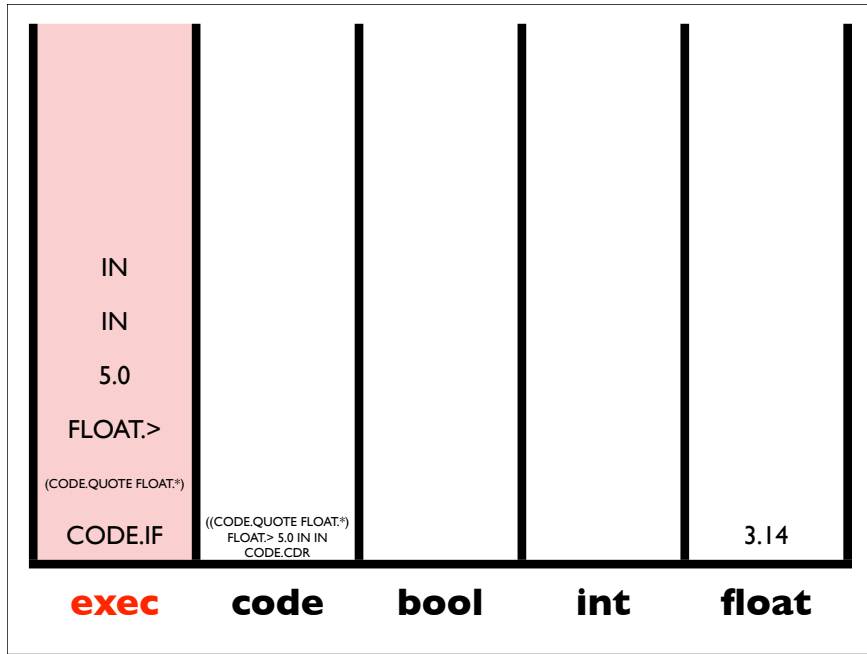 IN
IN
5.0
FLOAT.>
(CODE.QUOTE FLOAT.*)
CODE.IF
((CODE.QUOTE FLOAT.*)
FLOAT.> 5.0 IN IN
CODE.CDR
3.14
exec code bool int float